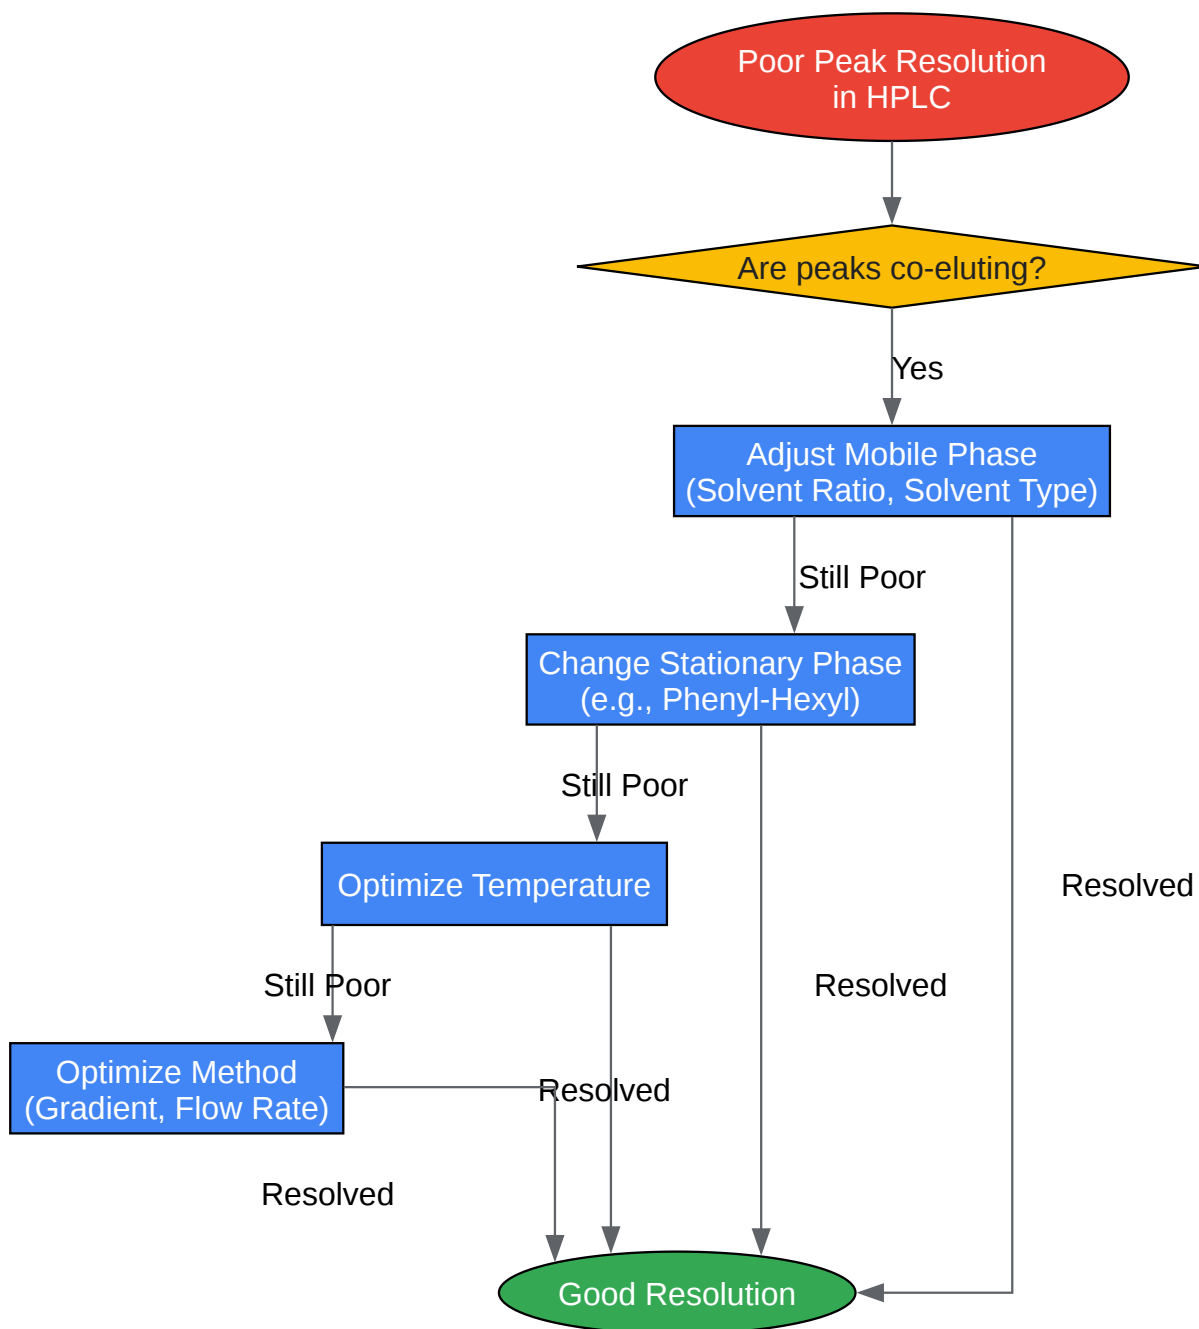 Poor Peak Resolution
in HPLC
Are peaks co-eluting?
Yes
Adjust Mobile Phase
(Solvent Ratio, Solvent Type)
Still Poor
Change Stationary Phase
(e.g., Phenyl-Hexyl)
Still Poor
Optimize Temperature
Resolved
Still Poor
Resolved
Optimize Method
(Gradient, Flow Rate)
Resolved
Resolved
Good Resolution